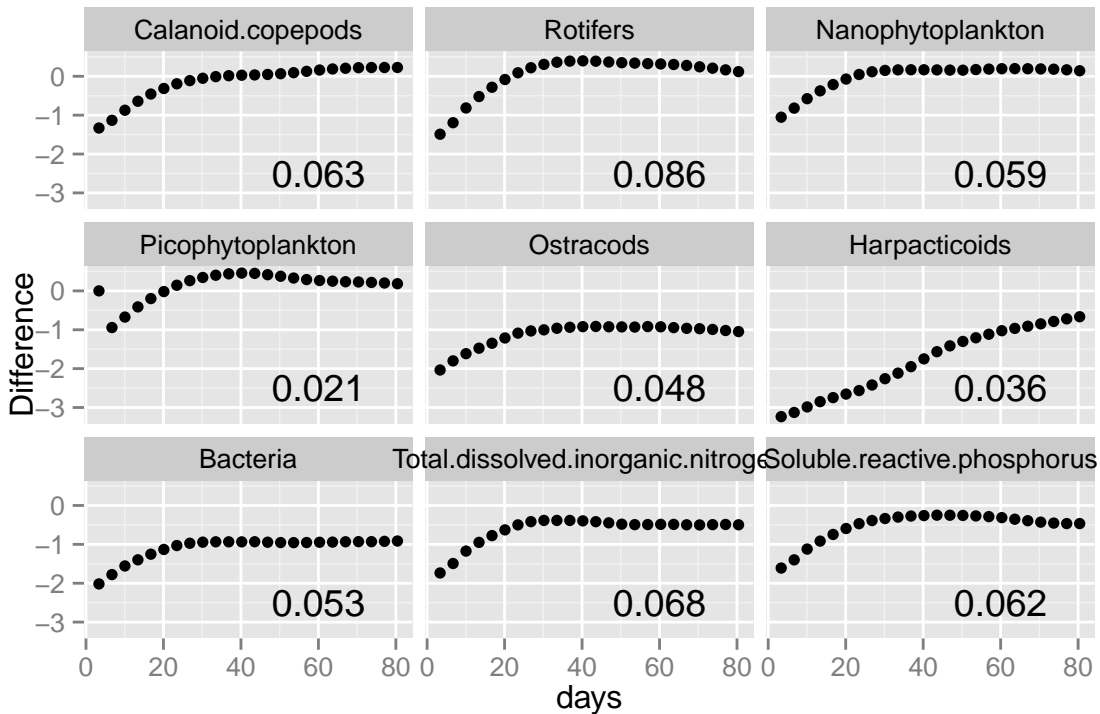 Calanoid.copepods Rotifers Nanophytoplankton
0
−1
−2
−3
0.063 0.086 0.059
Picophytoplankton Ostracods Harpacticoids
0
−1
−2
−3
0.021 0.048 0.036
Difference
Bacteria Total.dissolved.inorganic.nitroge Soluble.reactive.phosphorus
0
−1
−2
−3
0.053 0.068 0.062
0 20 40 60 80 0 20 40 60 80 0 20 40 60 80
days